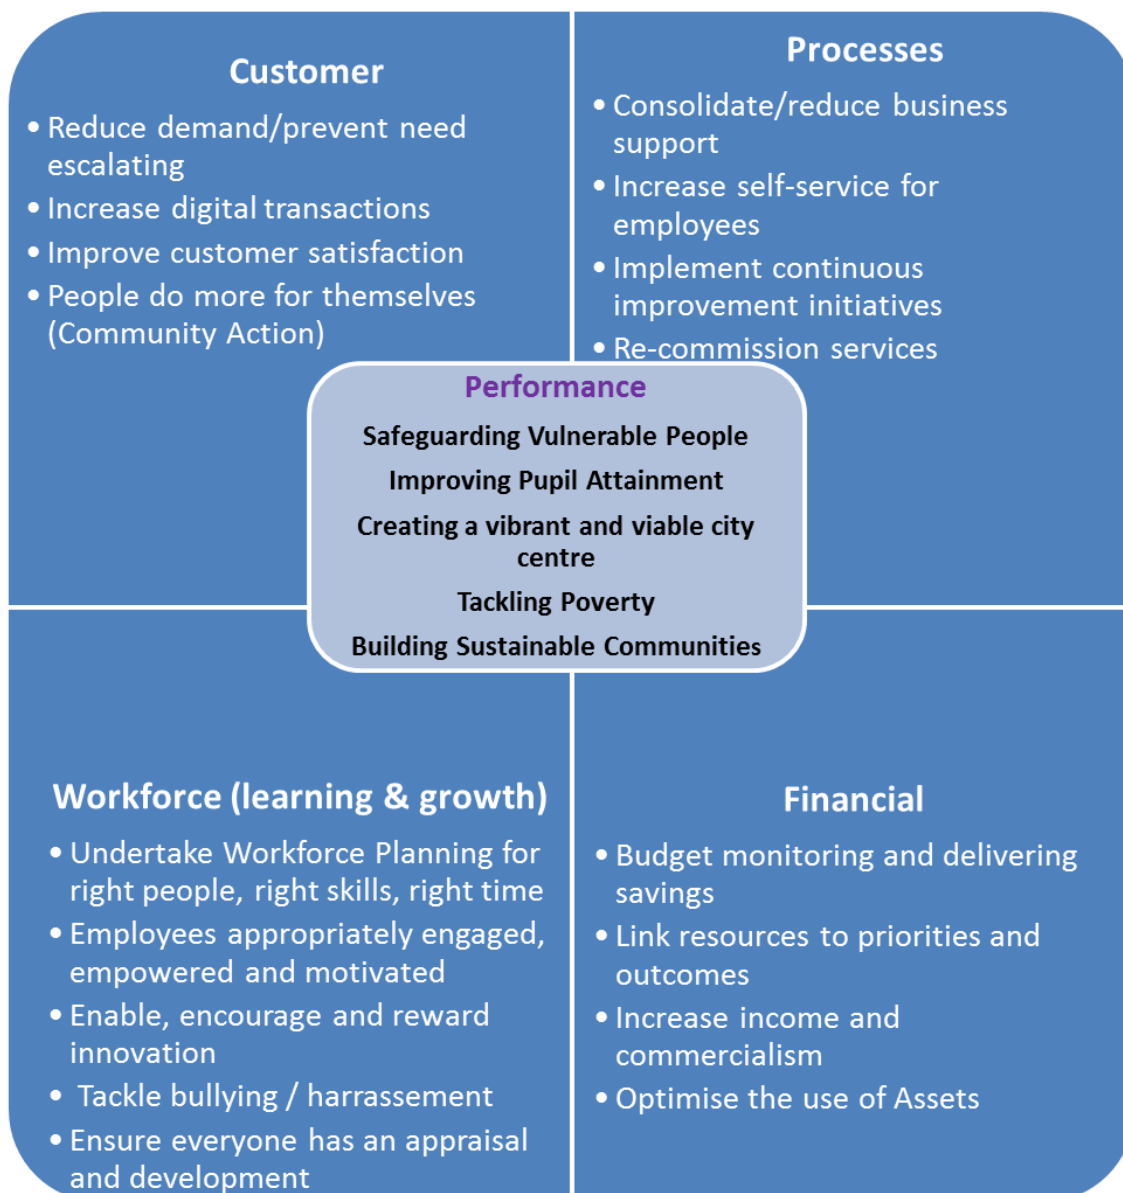 Customer
• Reduce demand/prevent need
escalating
• Increase digital transactions
• Improve customer satisfaction
• People do more for themselves
(Community Action)
Processes
• Consolidate/reduce business
support
• Increase self-service for
employees
• Implement continuous
improvement initiatives
• Re-commission services
Performance
Safeguarding Vulnerable People
Improving Pupil Attainment
Creating a vibrant and viable city
centre
Tackling Poverty
Building Sustainable Communities
Workforce (learning & growth)
• Undertake Workforce Planning for
right people, right skills, right time
• Employees appropriately engaged,
empowered and motivated
• Enable, encourage and reward
innovation
• Tackle bullying / harrassement
• Ensure everyone has an appraisal
and development
Financial
• Budget monitoring and delivering
savings
• Link resources to priorities and
outcomes
• Increase income and
commercialism
• Optimise the use of Assets